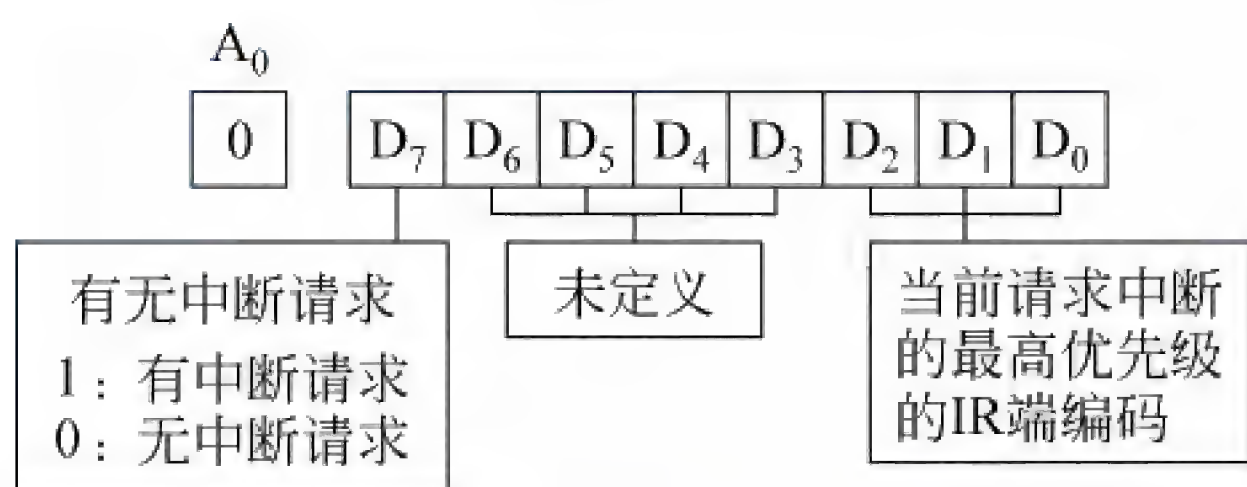 A₀
0 D₇ D₆ D₅ D₄ D₃ D₂ D₁ D₀
有无中断请求
1：有中断请求
0：无中断请求
未定义
当前请求中断
的最高优先级
的IR端编码